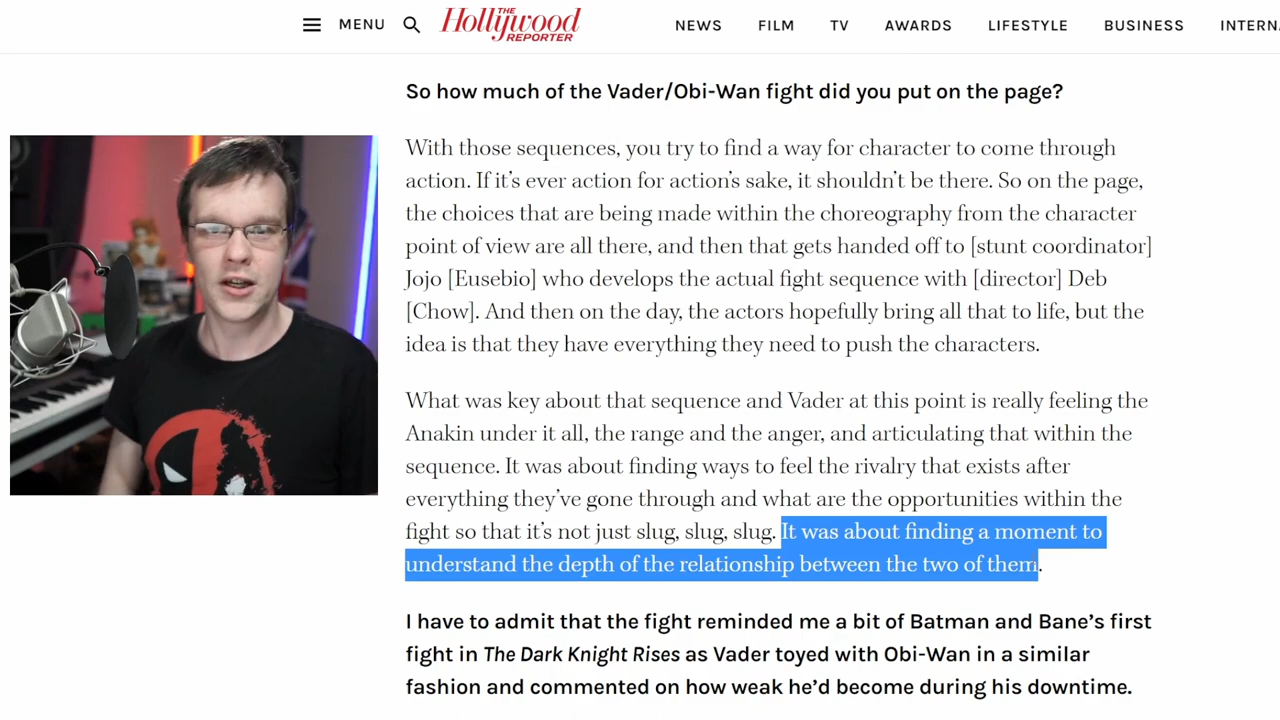 MENU
THE
Hollywood
REPORTER
NEWS FILM TV AWARDS LIFESTYLE BUSINESS INTERN
So how much of the Vader/Obi-Wan fight did you put on the page?
With those sequences, you try to find a way for character to come through
action. If it's ever action for action's sake, it shouldn't be there. So on the page,
the choices that are being made within the choreography from the character
point of view are all there, and then that gets handed off to [stunt coordinator]
Jojo [Eusebio] who develops the actual fight sequence with [director] Deb
[Chow]. And then on the day, the actors hopefully bring all that to life, but the
idea is that they have everything they need to push the characters.
What was key about that sequence and Vader at this point is really feeling the
Anakin under it all, the range and the anger, and articulating that within the
sequence. It was about finding ways to feel the rivalry that exists after
everything they've gone through and what are the opportunities within the
fight so that it's not just slug, slug, slug. It was about finding a moment to
understand the depth of the relationship between the two of them.
I have to admit that the fight reminded me a bit of Batman and Bane's first
fight in The Dark Knight Rises as Vader toyed with Obi-Wan in a similar
fashion and commented on how weak he'd become during his downtime.